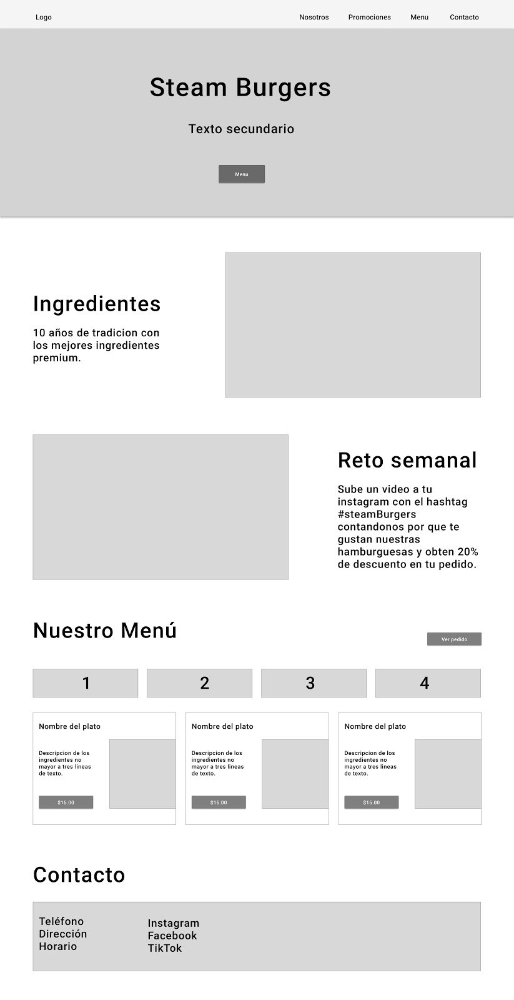 Logo
Nosotros
Promociones
Menu
Contacto
Steam Burgers
Texto secundario
Menu
Ingredientes
10 años de tradicion con
los mejores ingredientes
premium.
Reto semanal
Sube un video a tu
instagram con el hashtag
#steamBurgers
contandonos por que te
gustan nuestras
hamburguesas y obten 20%
de descuento en tu pedido.
Nuestro Menú
Ver pedido
1
2
3
4
Nombre del plato
Descripcion de los
ingredientes no
mayor a tres lineas
de texto.
$15.00
Nombre del plato
Descripcion de los
ingredientes no
mayor a tres lineas
de texto.
$15.00
Nombre del plato
Descripcion de los
ingredientes no
mayor a tres lineas
de texto.
$15.00
Contacto
Teléfono
Dirección
Horario
Instagram
Facebook
TikTok